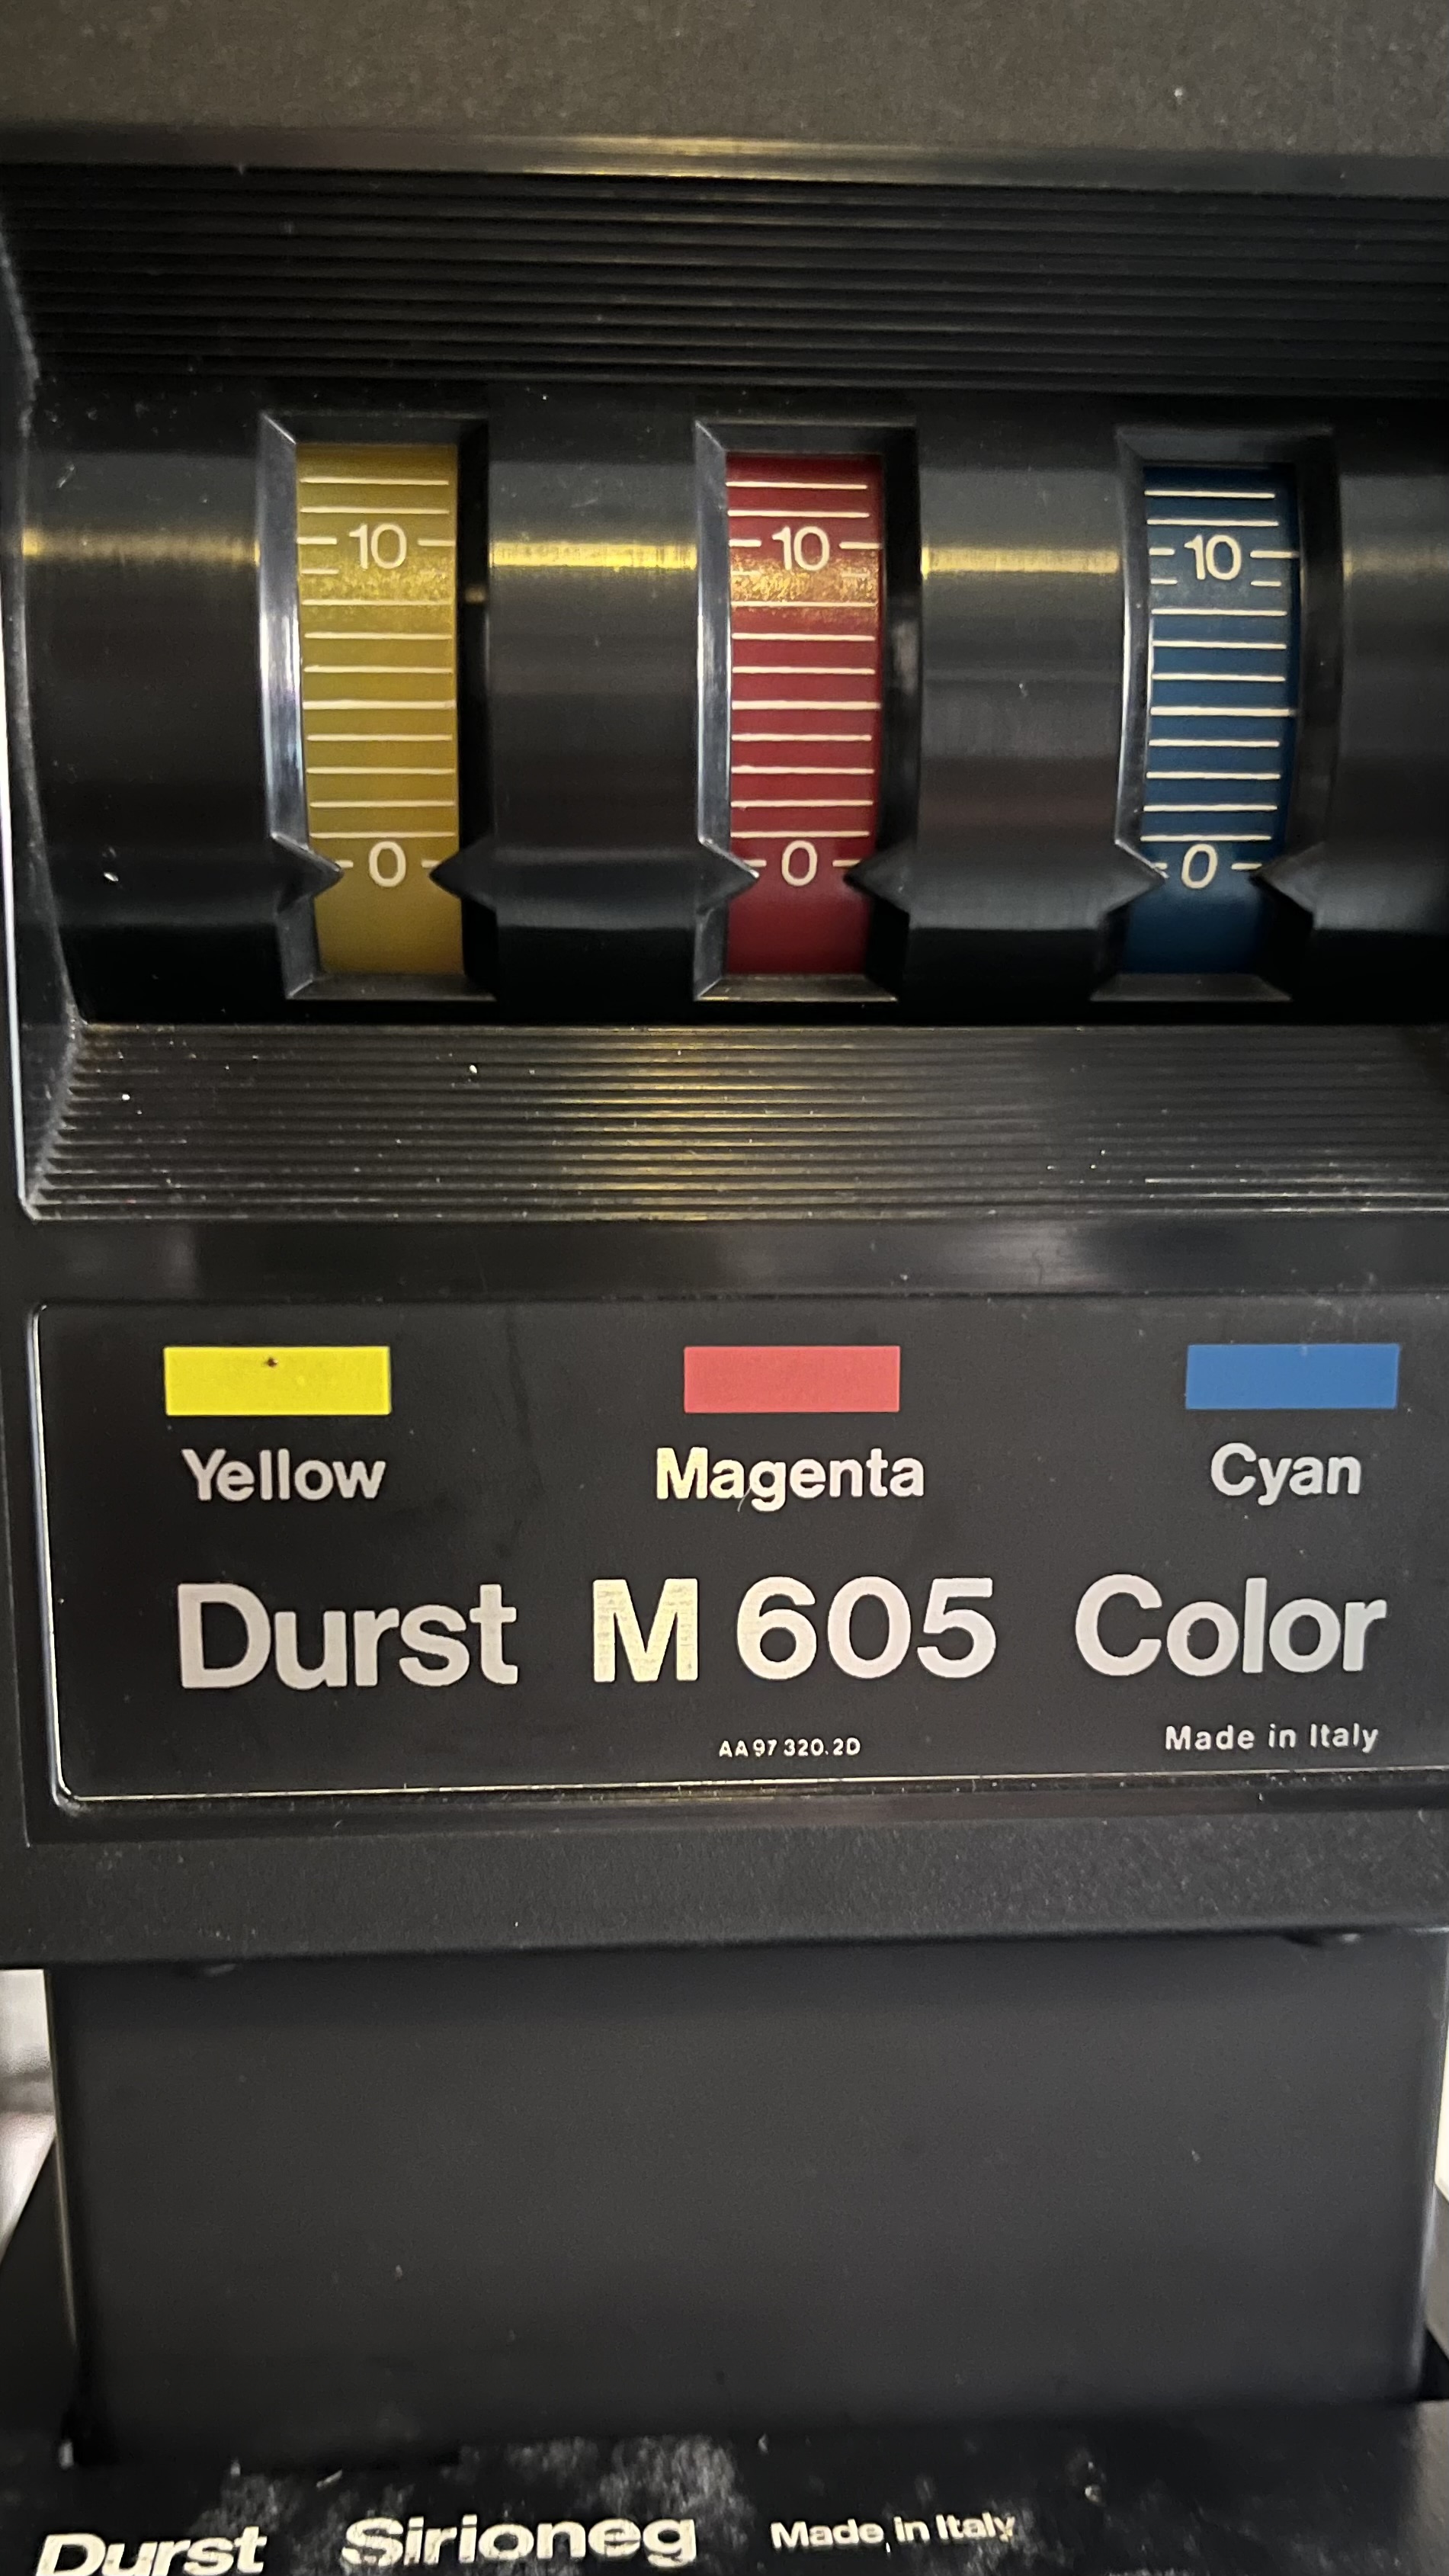 10 10 10
0 0 0
Yellow Magenta Cyan
Durst M 605 Color
AA 97 320.2D Made in Italy
Durst Sirioneg Made in Italy